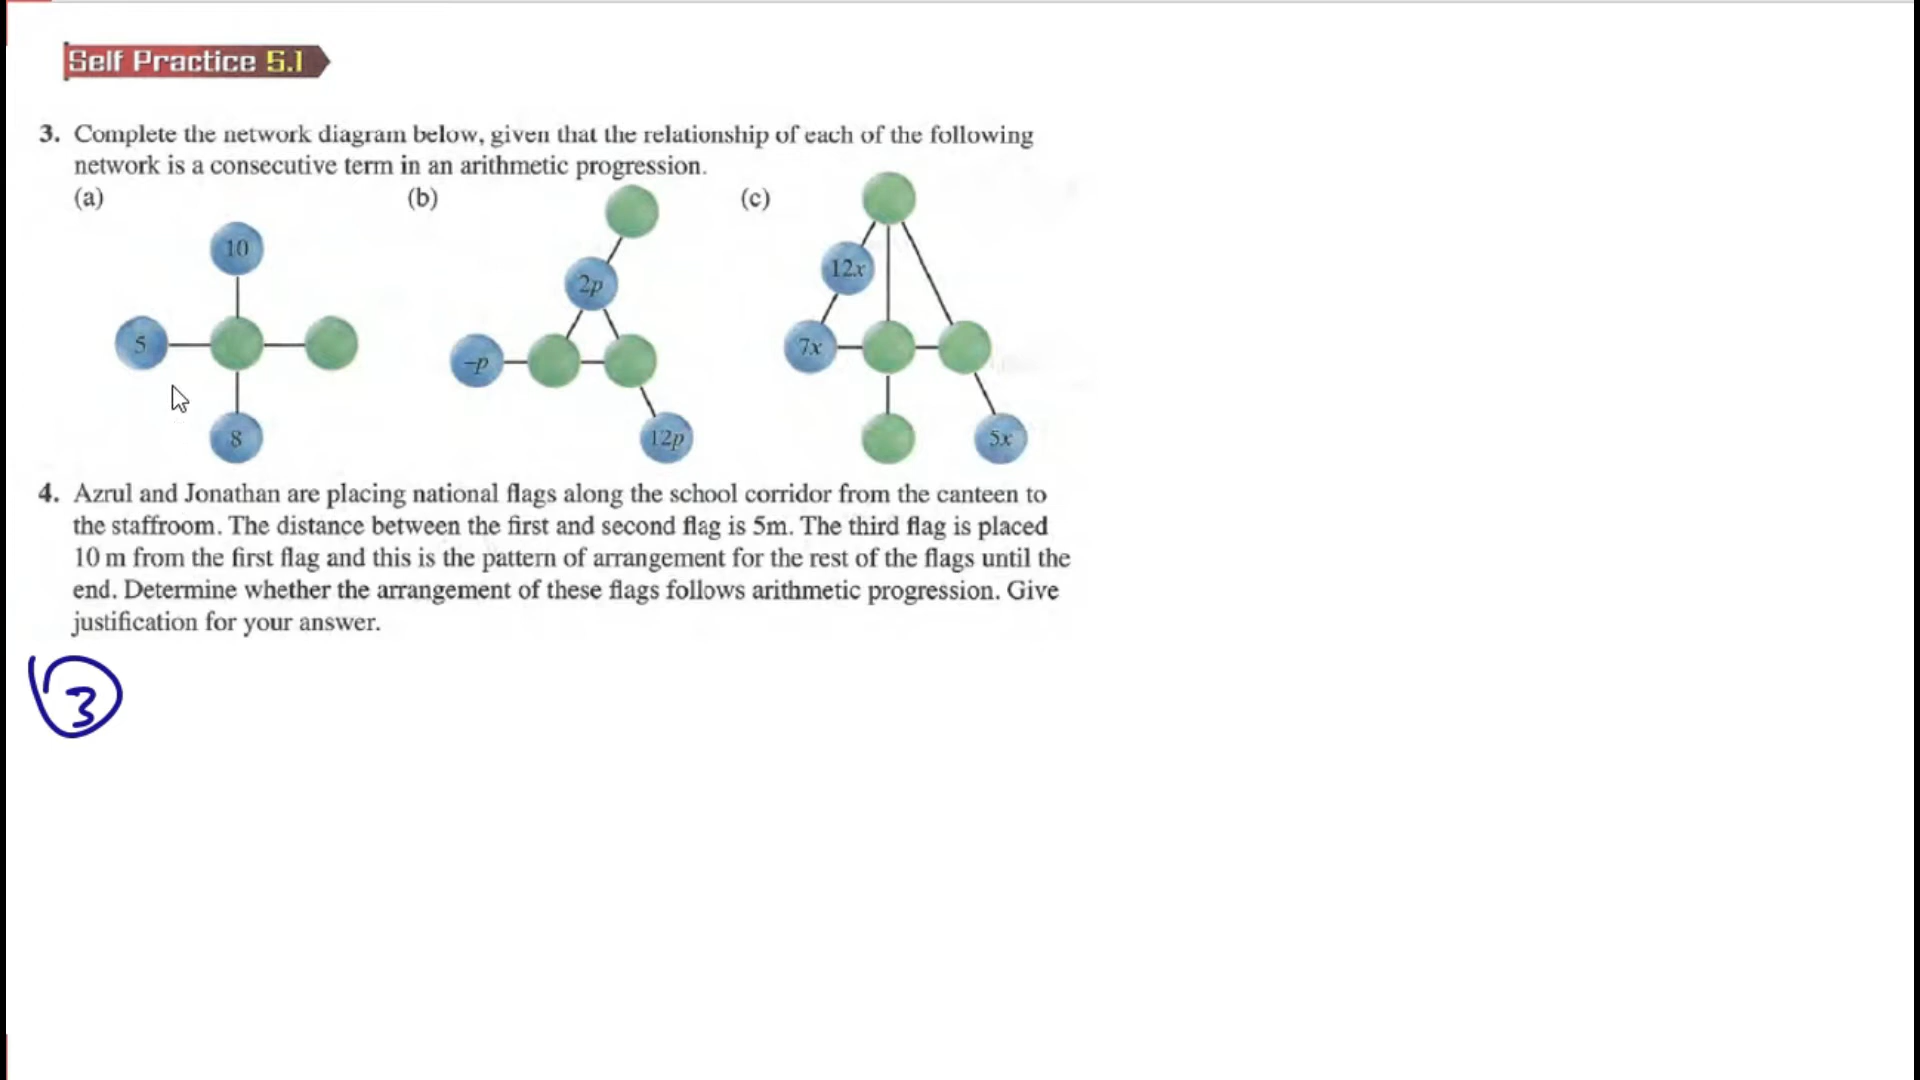 Self Practice 5.1
3. Complete the network diagram below, given that the relationship of each of the following
network is a consecutive term in an arithmetic progression.
(a) (b) (c)
10
5
8
2p
-p
12p
12x
7x
5x
4. Azrul and Jonathan are placing national flags along the school corridor from the canteen to
the staffroom. The distance between the first and second flag is 5m. The third flag is placed
10 m from the first flag and this is the pattern of arrangement for the rest of the flags until the
end. Determine whether the arrangement of these flags follows arithmetic progression. Give
justification for your answer.
3